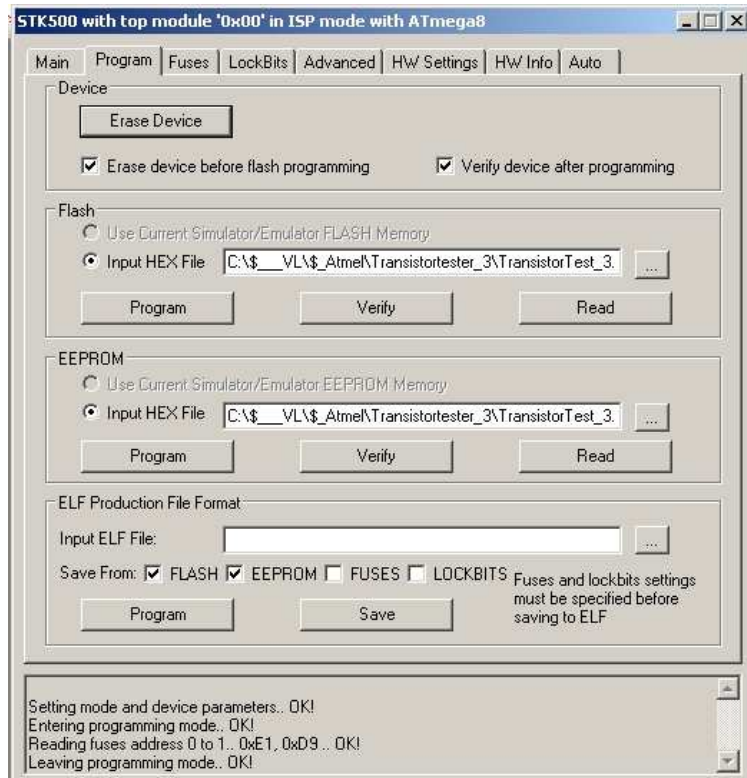 STK500 with top module '0x00' in ISP mode with ATmega8
Main Program Fuses LockBits Advanced HW Settings HW Info Auto
Device
Erase Device
Erase device before flash programming Verify device after programming
Flash
Use Current Simulator/Emulator FLASH Memory
Input HEX File C:\$___VL\$_Atmel\Transistortester_3\TransistorTest_3. ...
Program Verify Read
EEPROM
Use Current Simulator/Emulator EEPROM Memory
Input HEX File C:\$___VL\$_Atmel\Transistortester_3\TransistorTest_3. ...
Program Verify Read
ELF Production File Format
Input ELF File: ...
Save From: FLASH EEPROM FUSES LOCKBITS
Fuses and lockbits settings
must be specified before
saving to ELF
Program Save
Setting mode and device parameters.. OK!
Entering programming mode.. OK!
Reading fuses address 0 to 1.. 0xE1, 0xD9 .. OK!
Leaving programming mode.. OK!